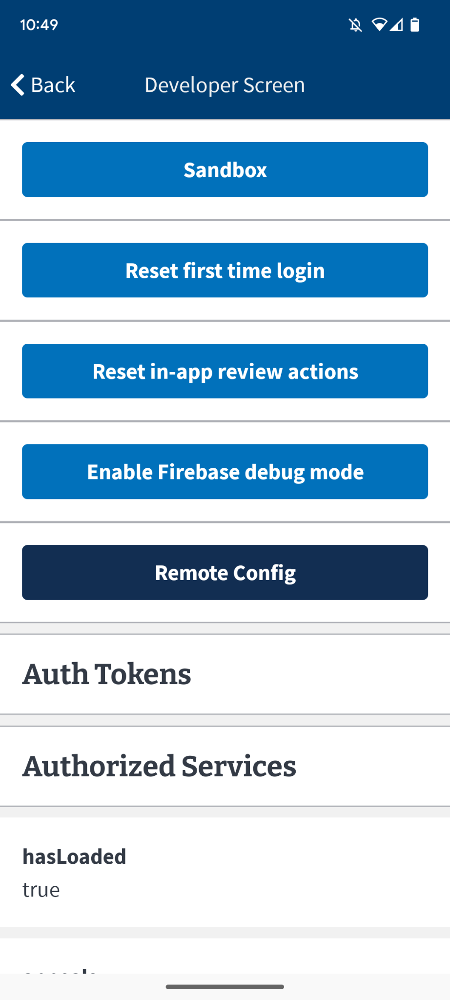 10:49
Back
Developer Screen
Sandbox
Reset first time login
Reset in-app review actions
Enable Firebase debug mode
Remote Config
Auth Tokens
Authorized Services
hasLoaded
true